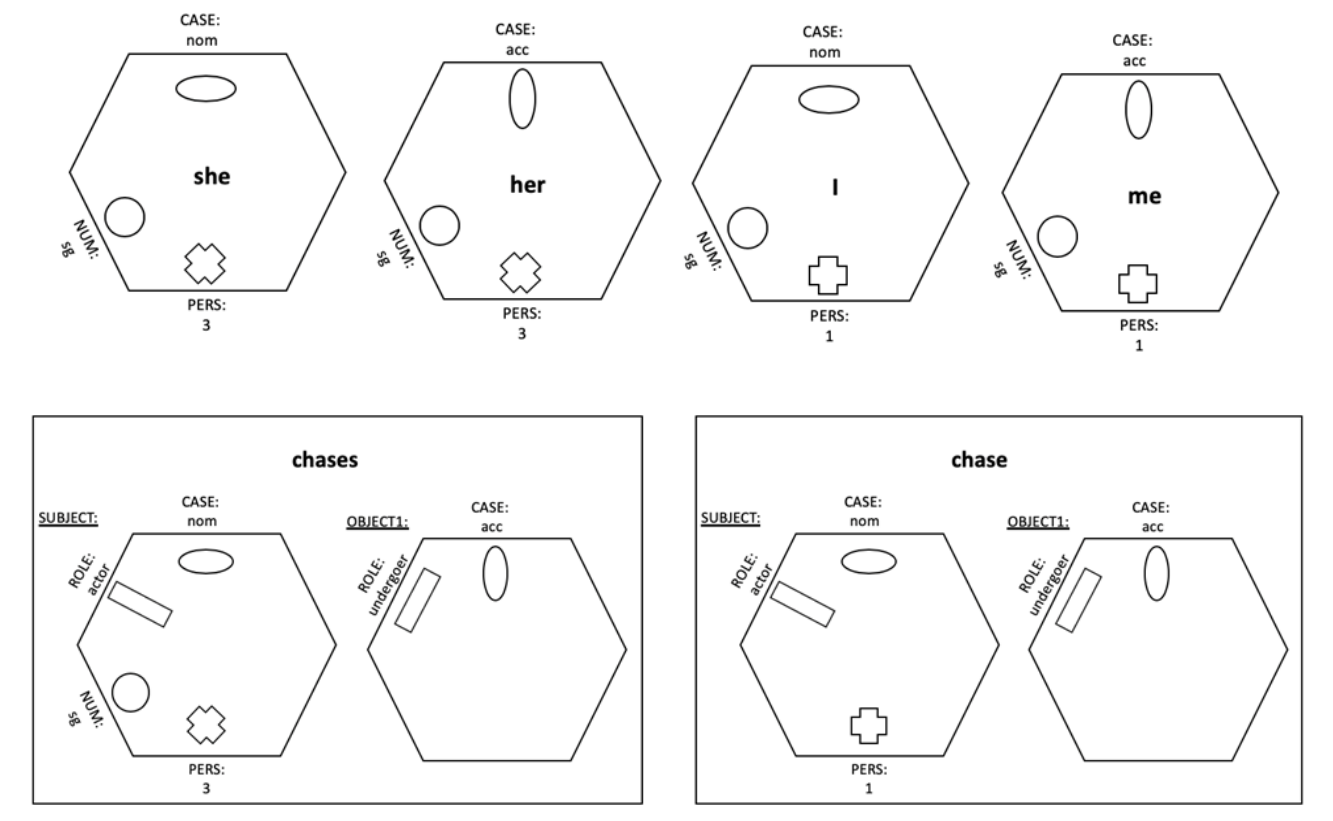 CASE:
nom
she
NUM:
sg
PERS:
3
CASE:
acc
her
NUM:
sg
PERS:
3
CASE:
nom
I
NUM:
sg
PERS:
1
CASE:
acc
me
NUM:
sg
PERS:
1
chases
SUBJECT:
CASE:
nom
ROLE:
actor
NUM:
sg
PERS:
3
OBJECT1:
CASE:
acc
ROLE:
undergoer
chase
SUBJECT:
CASE:
nom
ROLE:
actor
PERS:
1
OBJECT1:
CASE:
acc
ROLE:
undergoer